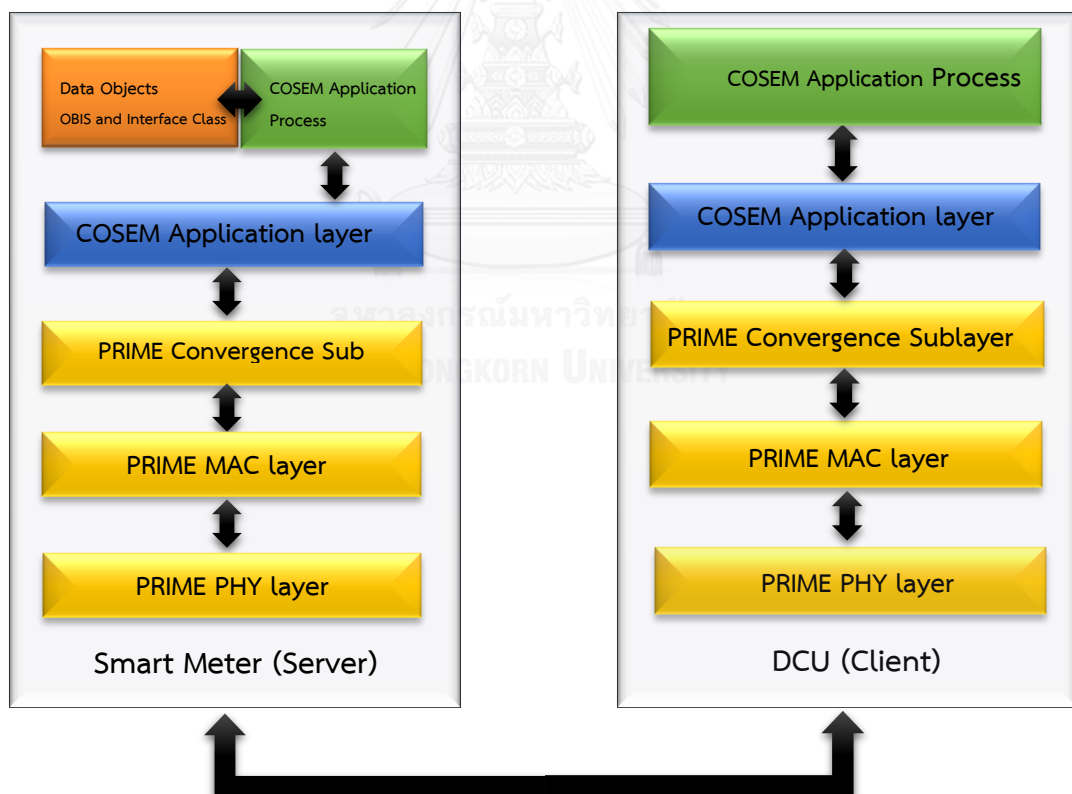 Data Objects
OBIS and Interface Class
COSEM Application
Process
COSEM Application layer
PRIME Convergence Sub
PRIME MAC layer
PRIME PHY layer
Smart Meter (Server)
COSEM Application Process
COSEM Application layer
PRIME Convergence Sublayer
PRIME MAC layer
PRIME PHY layer
DCU (Client)
ONGKORN UNIVERSITY